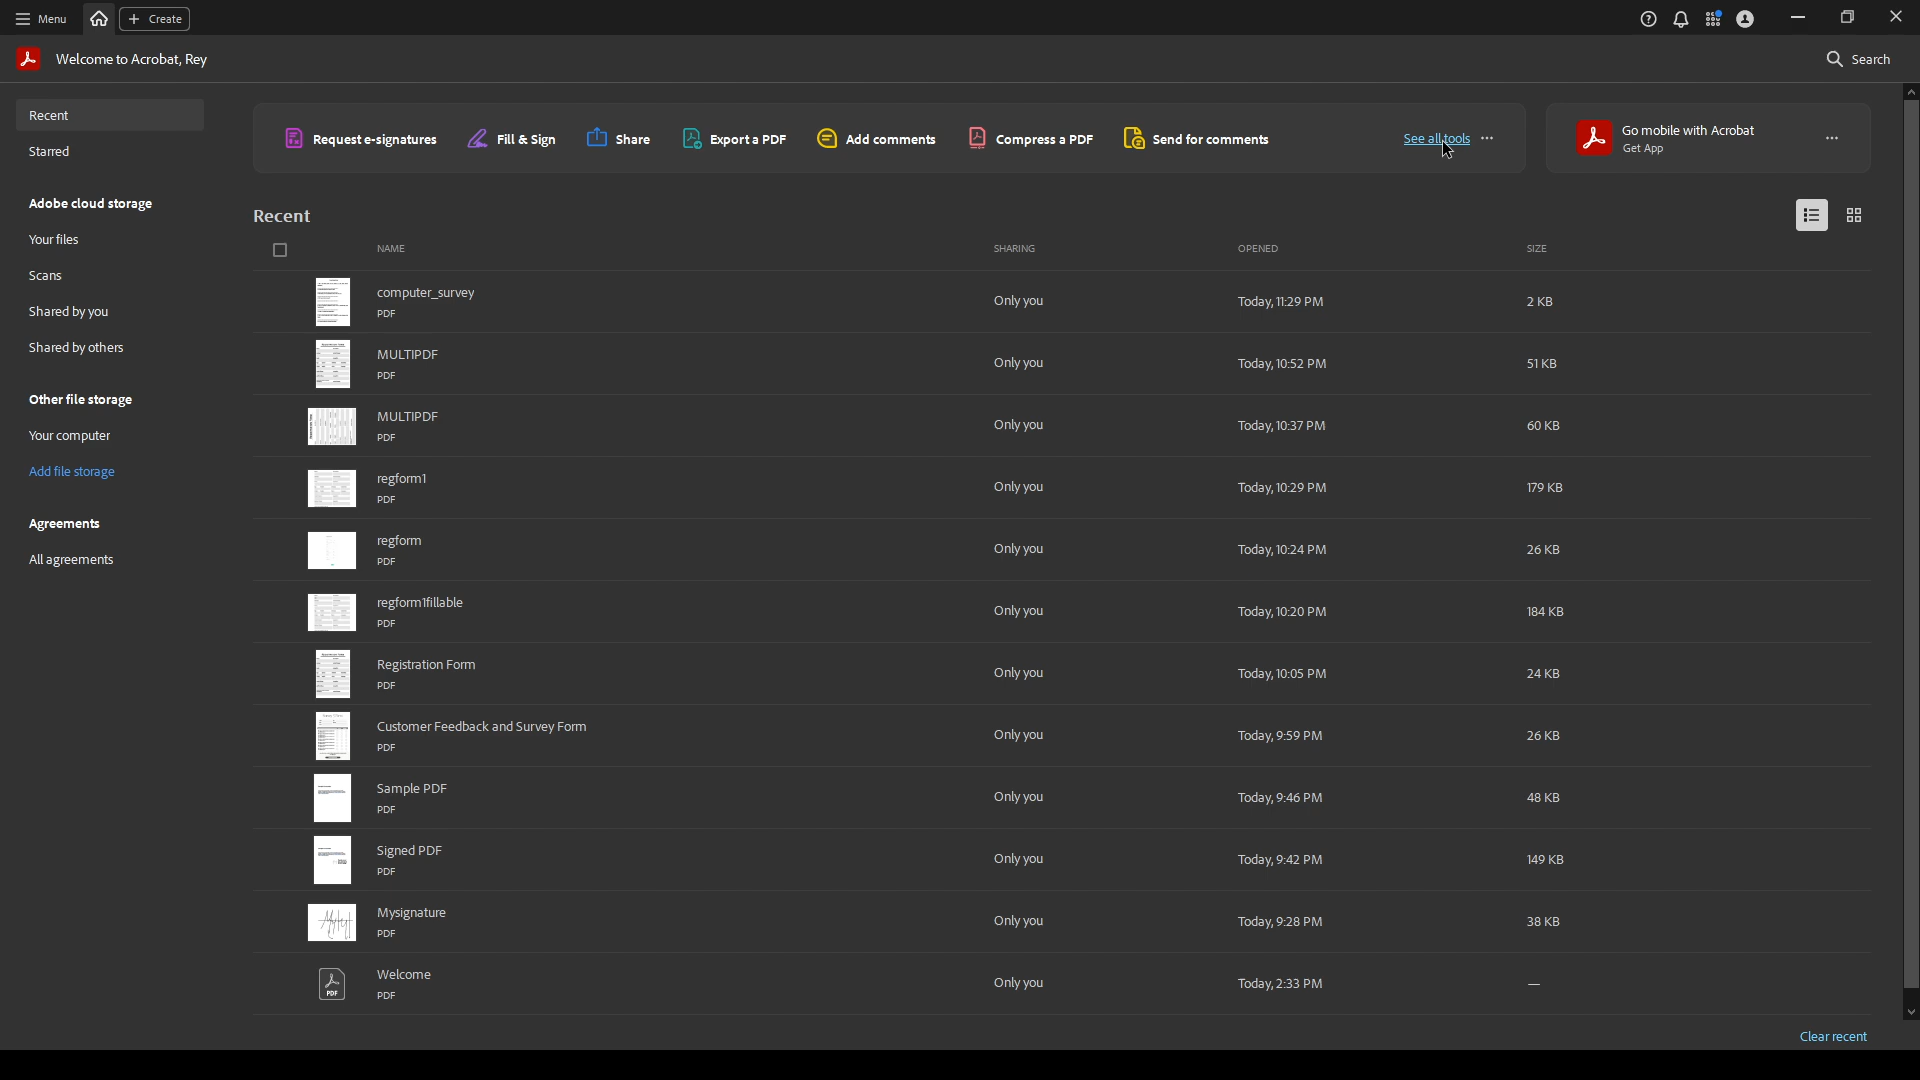 Menu
Create
Welcome to Acrobat, Rey
Search
Recent
Starred
Adobe cloud storage
Your files
Scans
Shared by you
Shared by others
Other file storage
Your computer
Add file storage
Agreements
All agreements
Request e-signatures
Fill & Sign
Share
Export a PDF
Add comments
Compress a PDF
Send for comments
See all tools
Go mobile with Acrobat
Get App
Recent
NAME SHARING OPENED SIZE
computer_survey
PDF
Only you Today, 11:29 PM 2 KB
MULTIPDF
PDF
Only you Today, 10:52 PM 51 KB
MULTIPDF
PDF
Only you Today, 10:37 PM 60 KB
regform1
PDF
Only you Today, 10:29 PM 179 KB
regform
PDF
Only you Today, 10:24 PM 26 KB
regform1fillable
PDF
Only you Today, 10:20 PM 184 KB
Registration Form
PDF
Only you Today, 10:05 PM 24 KB
Customer Feedback and Survey Form
PDF
Only you Today, 9:59 PM 26 KB
Sample PDF
PDF
Only you Today, 9:46 PM 48 KB
Signed PDF
PDF
Only you Today, 9:42 PM 149 KB
Mysignature
PDF
Only you Today, 9:28 PM 38 KB
PDF
Welcome
PDF
Only you Today, 2:33 PM —
Clear recent